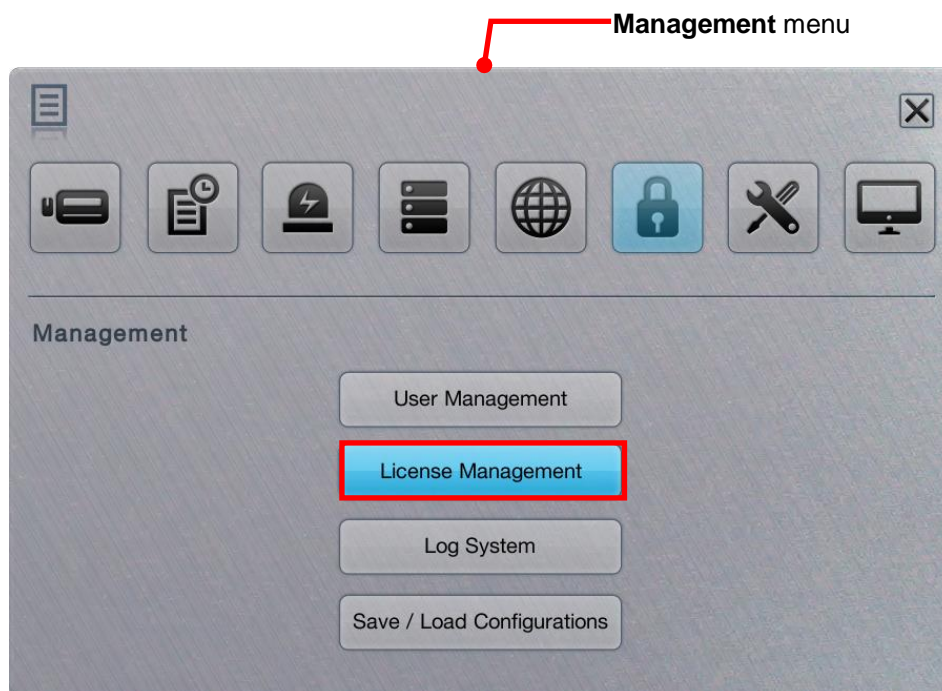 Management menu
Management
User Management
License Management
Log System
Save / Load Configurations